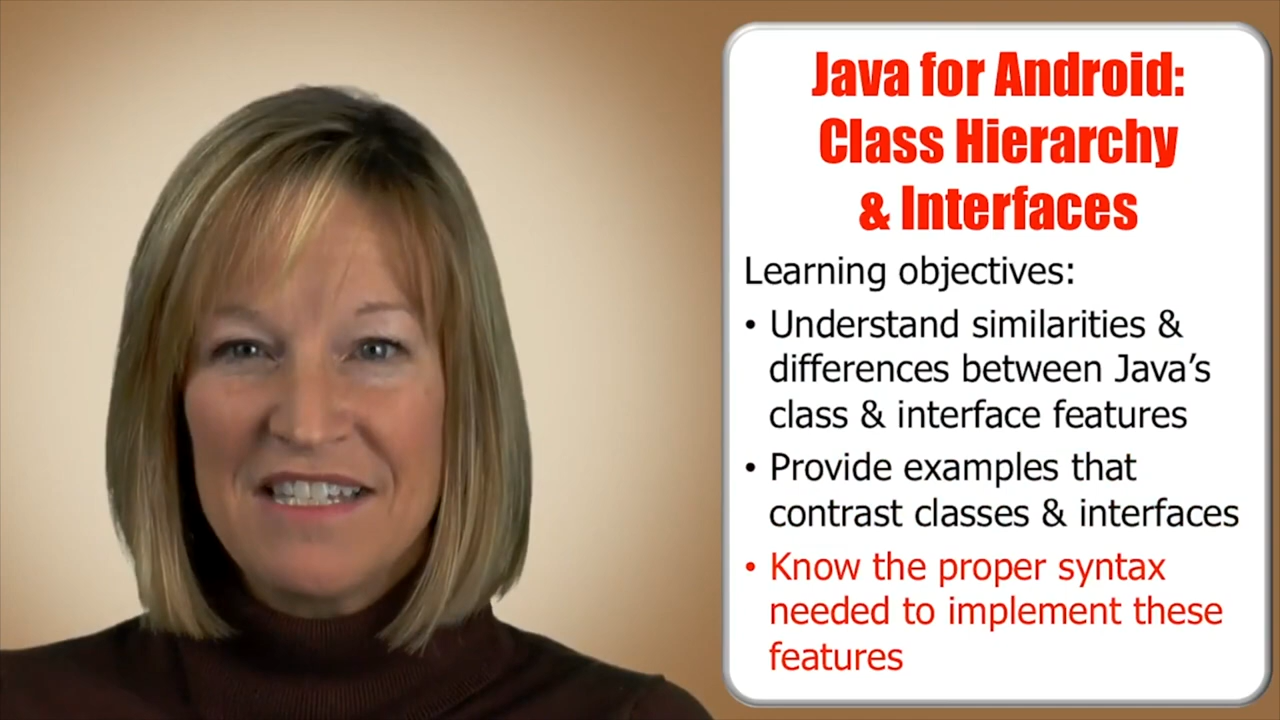 Java for Android:
Class Hierarchy
& Interfaces
Learning objectives:
• Understand similarities &
differences between Java’s
class & interface features
• Provide examples that
contrast classes & interfaces
• Know the proper syntax
needed to implement these
features